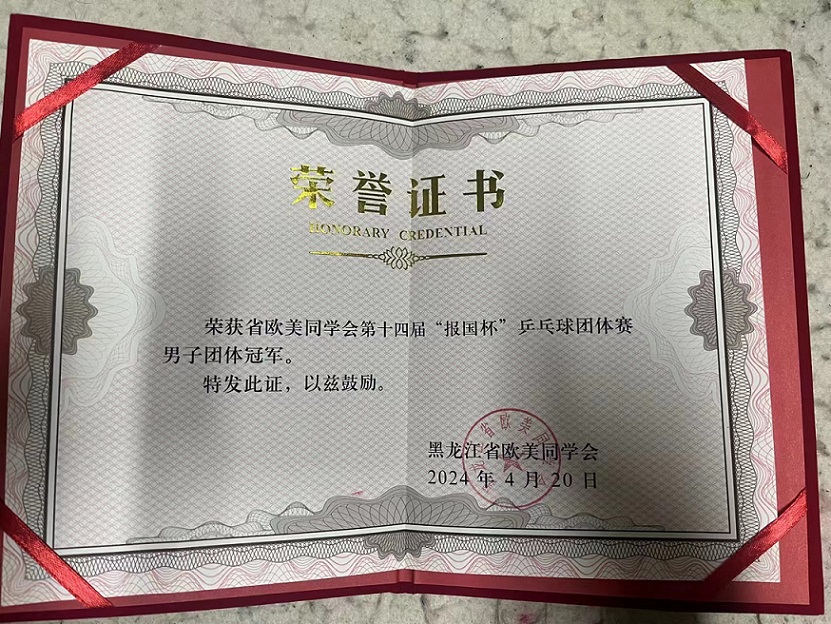 荣誉证书
HONORARY CREDENTIAL
荣获省欧美同学会第十四届“报国杯”乒乓球团体赛
男子团体冠军。
特发此证，以兹鼓励。
黑龙江省欧美同学会
2024 年 4 月 20 日